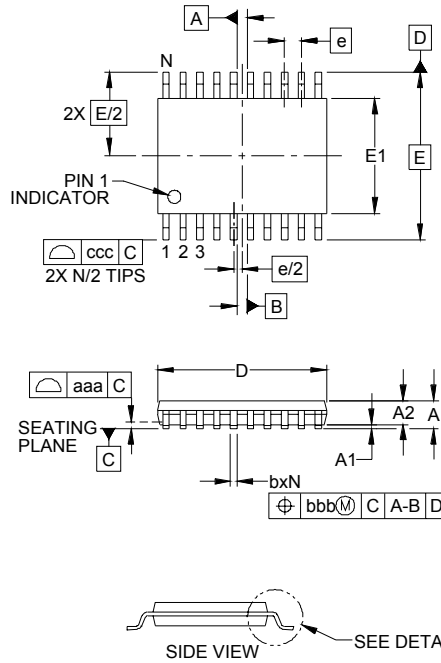 A
e
D
N
2X E/2
E1
E
PIN 1
INDICATOR
ccc C
1 2 3
2X N/2 TIPS
e/2
B
D
aaa C
A2 A
SEATING
PLANE
C
A1
bxN
bbb Ⓜ C A-B D
SIDE VIEW
SEE DETA